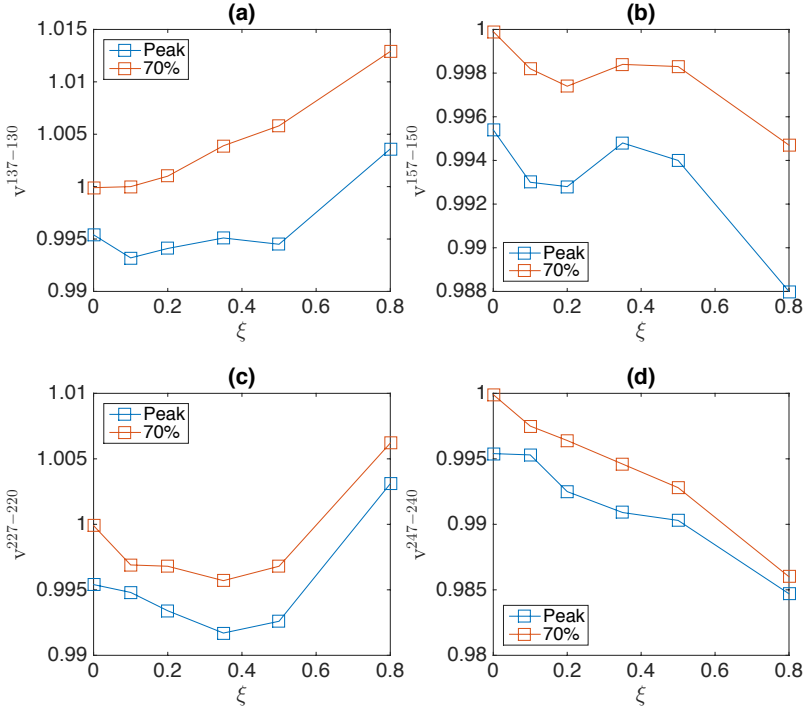 (a)
1.015
1.01
1.005
1
0.995
0.99
v^{137−130}
Peak
70%
0 0.2 0.4 0.6 0.8
ξ
(b)
1
0.998
0.996
0.994
0.992
0.99
0.988
v^{157−150}
Peak
70%
0 0.2 0.4 0.6 0.8
ξ
(c)
1.01
1.005
1
0.995
0.99
v^{227−220}
Peak
70%
0 0.2 0.4 0.6 0.8
ξ
(d)
1
0.995
0.99
0.985
0.98
v^{247−240}
Peak
70%
0 0.2 0.4 0.6 0.8
ξ